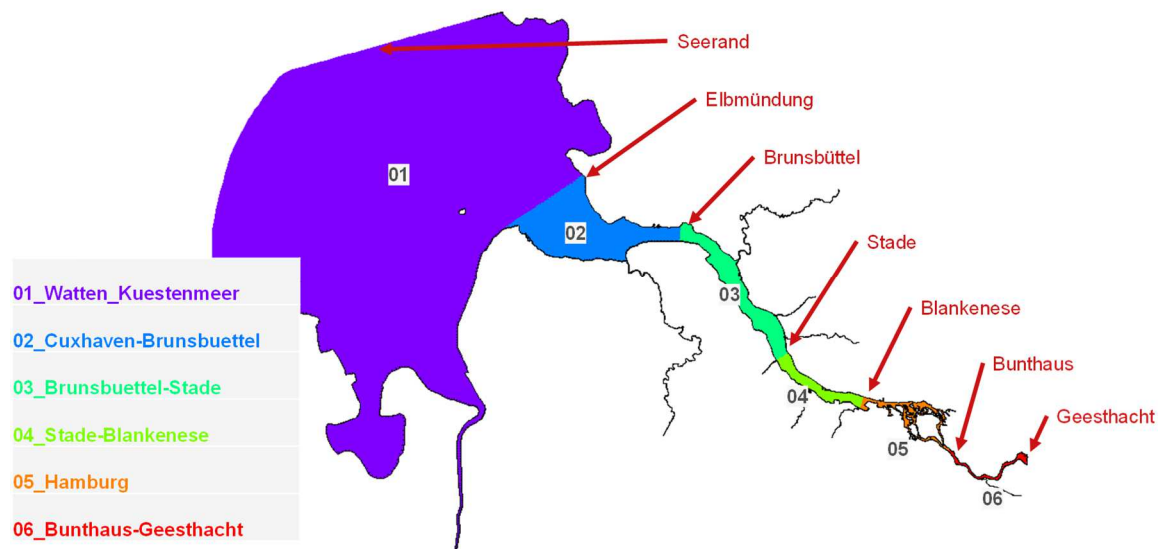 Seerand
Elbmündung
01
Brunsbüttel
02
Stade
01_Watten_Kuestenmeer
03
Blankenese
02_Cuxhaven-Brunsbuettel
Bunthaus
03_Brunsbuettel-Stade
04
Geesthacht
04_Stade-Blankenese
05
05_Hamburg
06
06_Bunthaus-Geesthacht